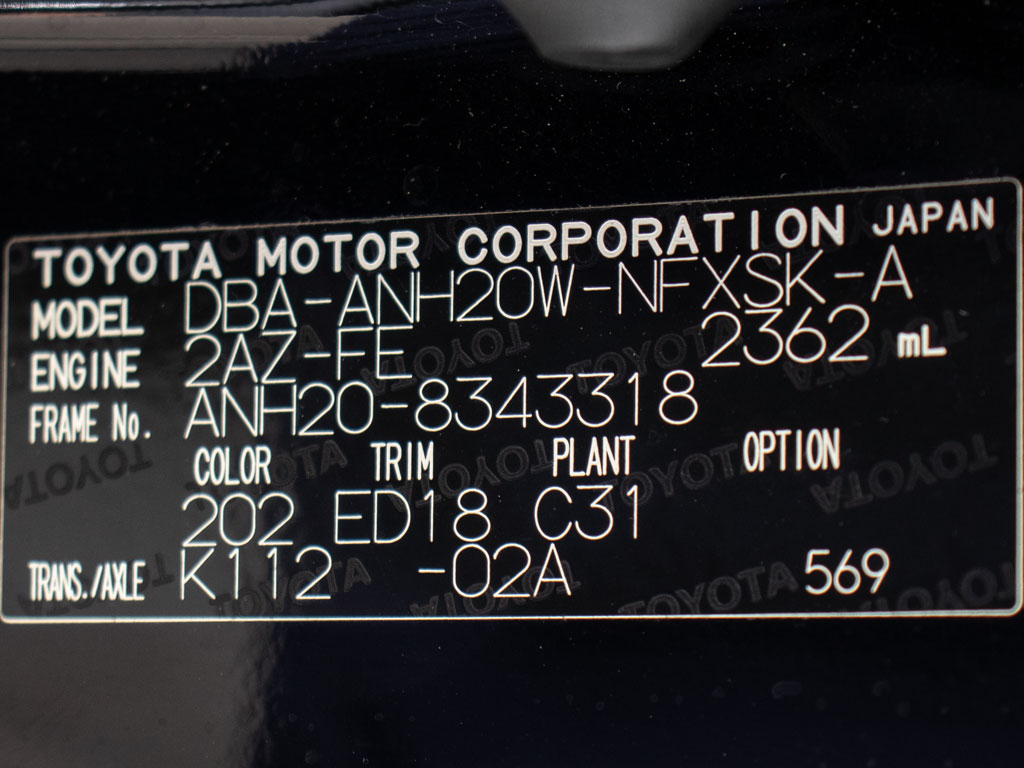 TOYOTA MOTOR CORPORATION JAPAN
MODEL DBA-ANH20W-NFXSK-A
ENGINE 2AZ-FE 2362 mL
FRAME No. ANH20-8343318
COLOR TRIM PLANT OPTION
202 ED18 C31
TRANS./AXLE K112 -02A 569